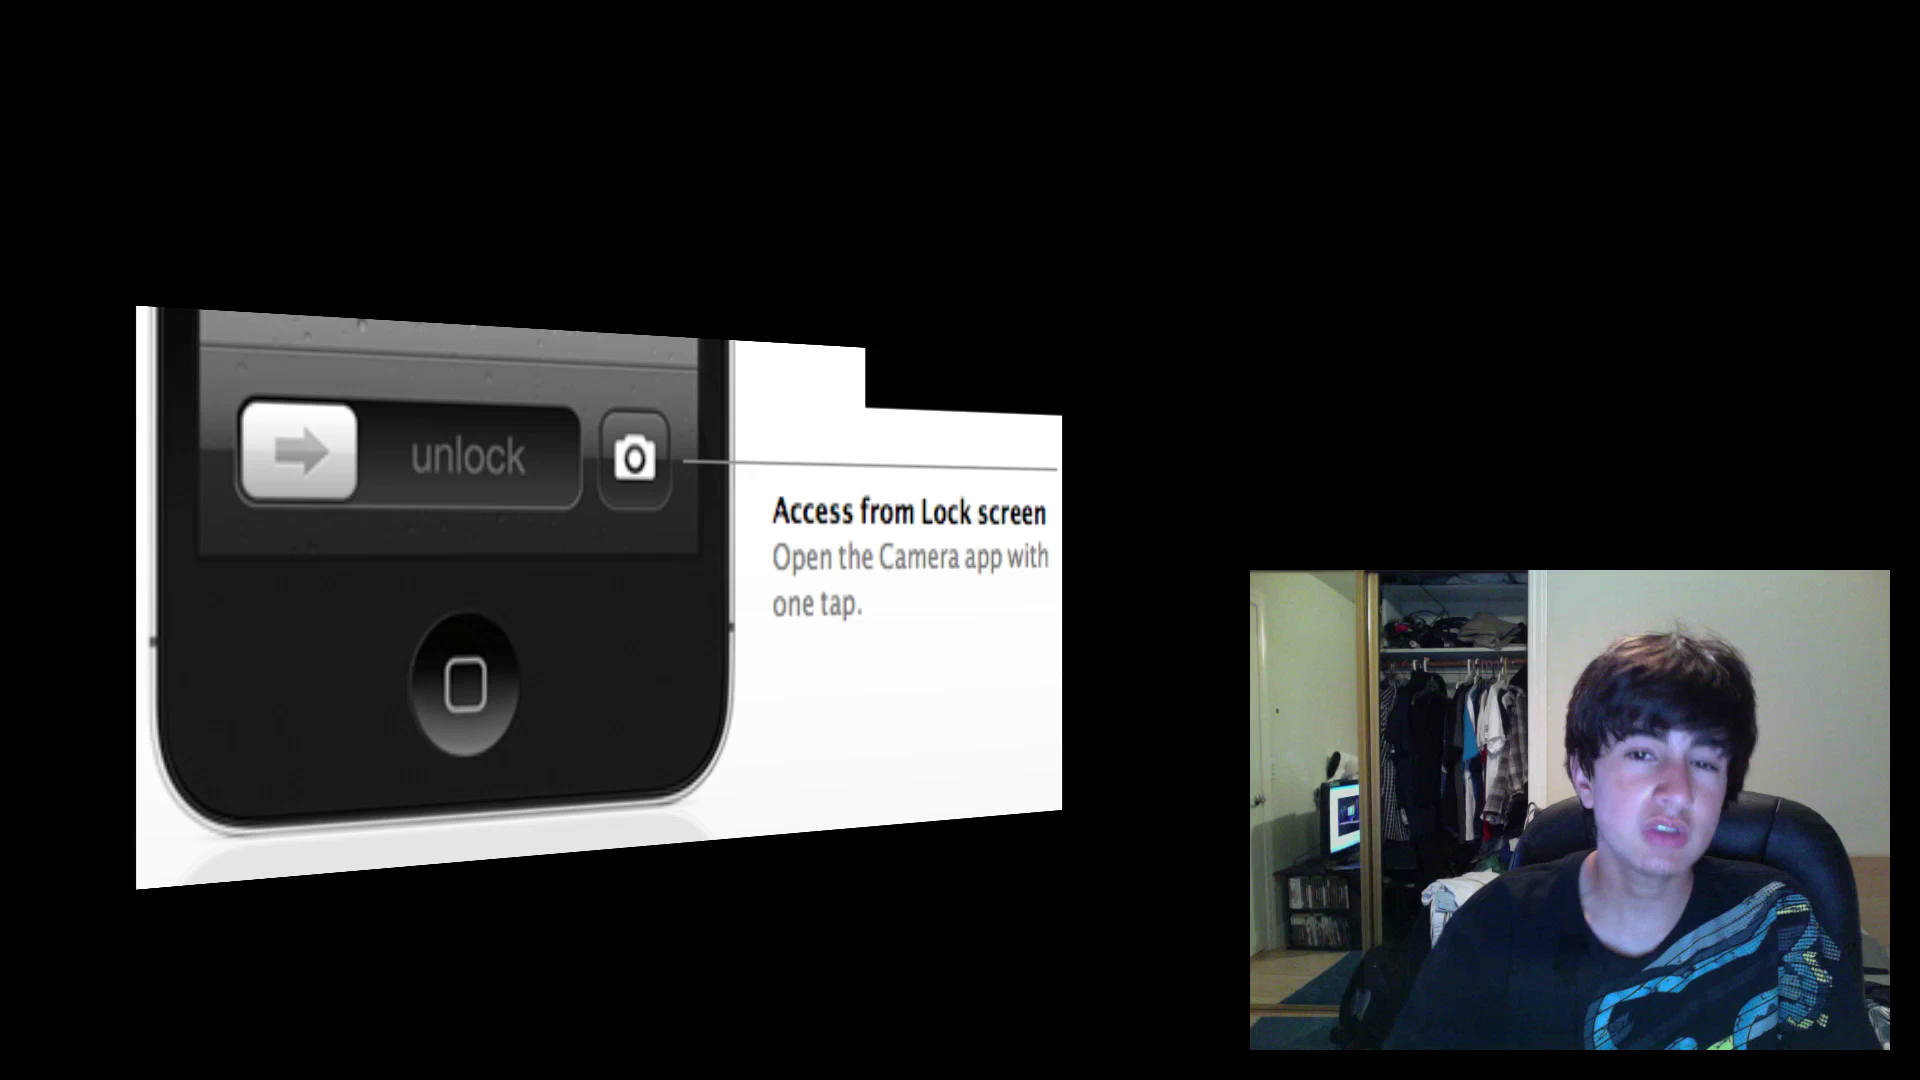 unlock
Access from Lock screen
Open the Camera app with
one tap.